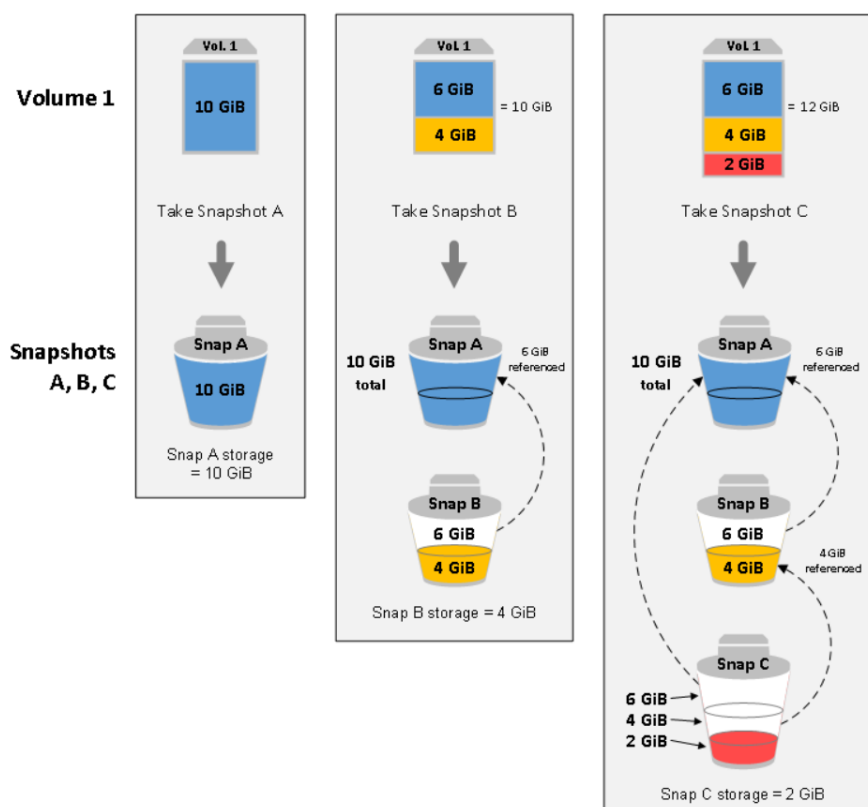 Volume 1
Vol. 1
10 GiB
Take Snapshot A
Vol. 1
6 GiB
4 GiB
= 10 GiB
Take Snapshot B
Vol. 1
6 GiB
4 GiB
2 GiB
= 12 GiB
Take Snapshot C
Snapshots
A, B, C
Snap A
10 GiB
Snap A storage
= 10 GiB
10 GiB
total
Snap A
6 GiB
referenced
Snap B
6 GiB
4 GiB
Snap B storage = 4 GiB
10 GiB
total
Snap A
6 GiB
referenced
Snap B
6 GiB
4 GiB
4 GiB
referenced
Snap C
6 GiB
4 GiB
2 GiB
Snap C storage = 2 GiB